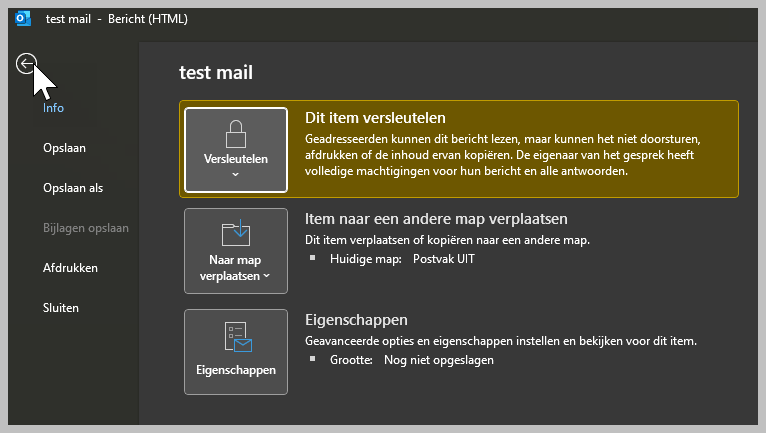 test mail - Bericht (HTML)
Info
Opslaan
Opslaan als
Bijlagen opslaan
Afdrukken
Sluiten
test mail
Versleutelen
Dit item versleutelen
Geadresseerden kunnen dit bericht lezen, maar kunnen het niet doorsturen,
afdrukken of de inhoud ervan kopiëren. De eigenaar van het gesprek heeft
volledige machtigingen voor hun bericht en alle antwoorden.
Naar map
verplaatsen
Item naar een andere map verplaatsen
Dit item verplaatsen of kopiëren naar een andere map.
Huidige map: Postvak UIT
Eigenschappen
Eigenschappen
Geavanceerde opties en eigenschappen instellen en bekijken voor dit item.
Grootte: Nog niet opgeslagen